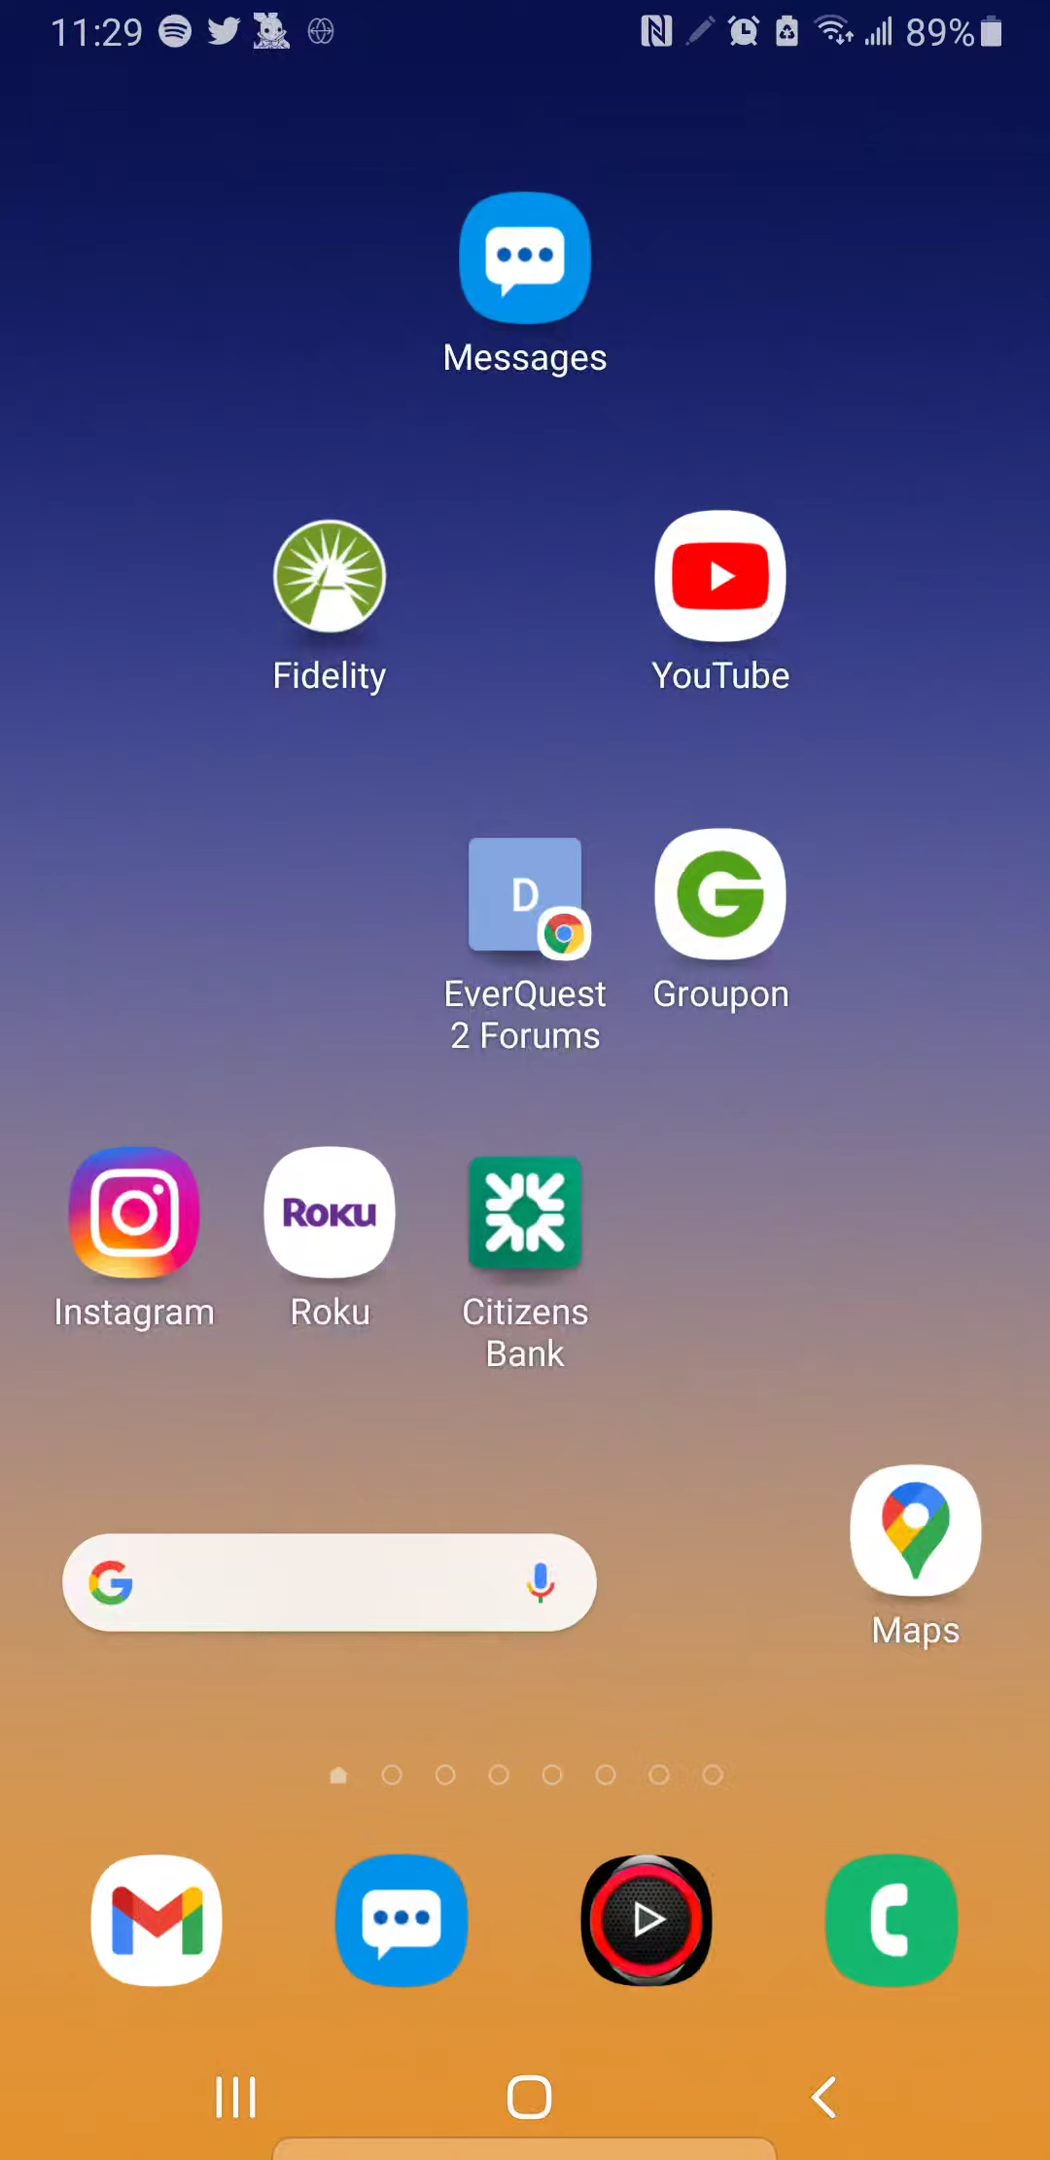 11:29 89%
Messages
Fidelity YouTube
D
EverQuest
2 Forums
Groupon
ROKU
Instagram Roku Citizens
Bank
Maps